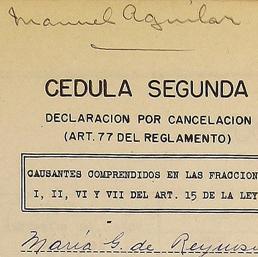 Manuel Aguilar
CEDULA SEGUNDA
DECLARACION POR CANCELACION
(ART. 77 DEL REGLAMENTO)
CAUSANTES COMPRENDIDOS EN LAS FRACCION
I, II, VI Y VII DEL ART. 15 DE LA LEY
María G. de Reynos